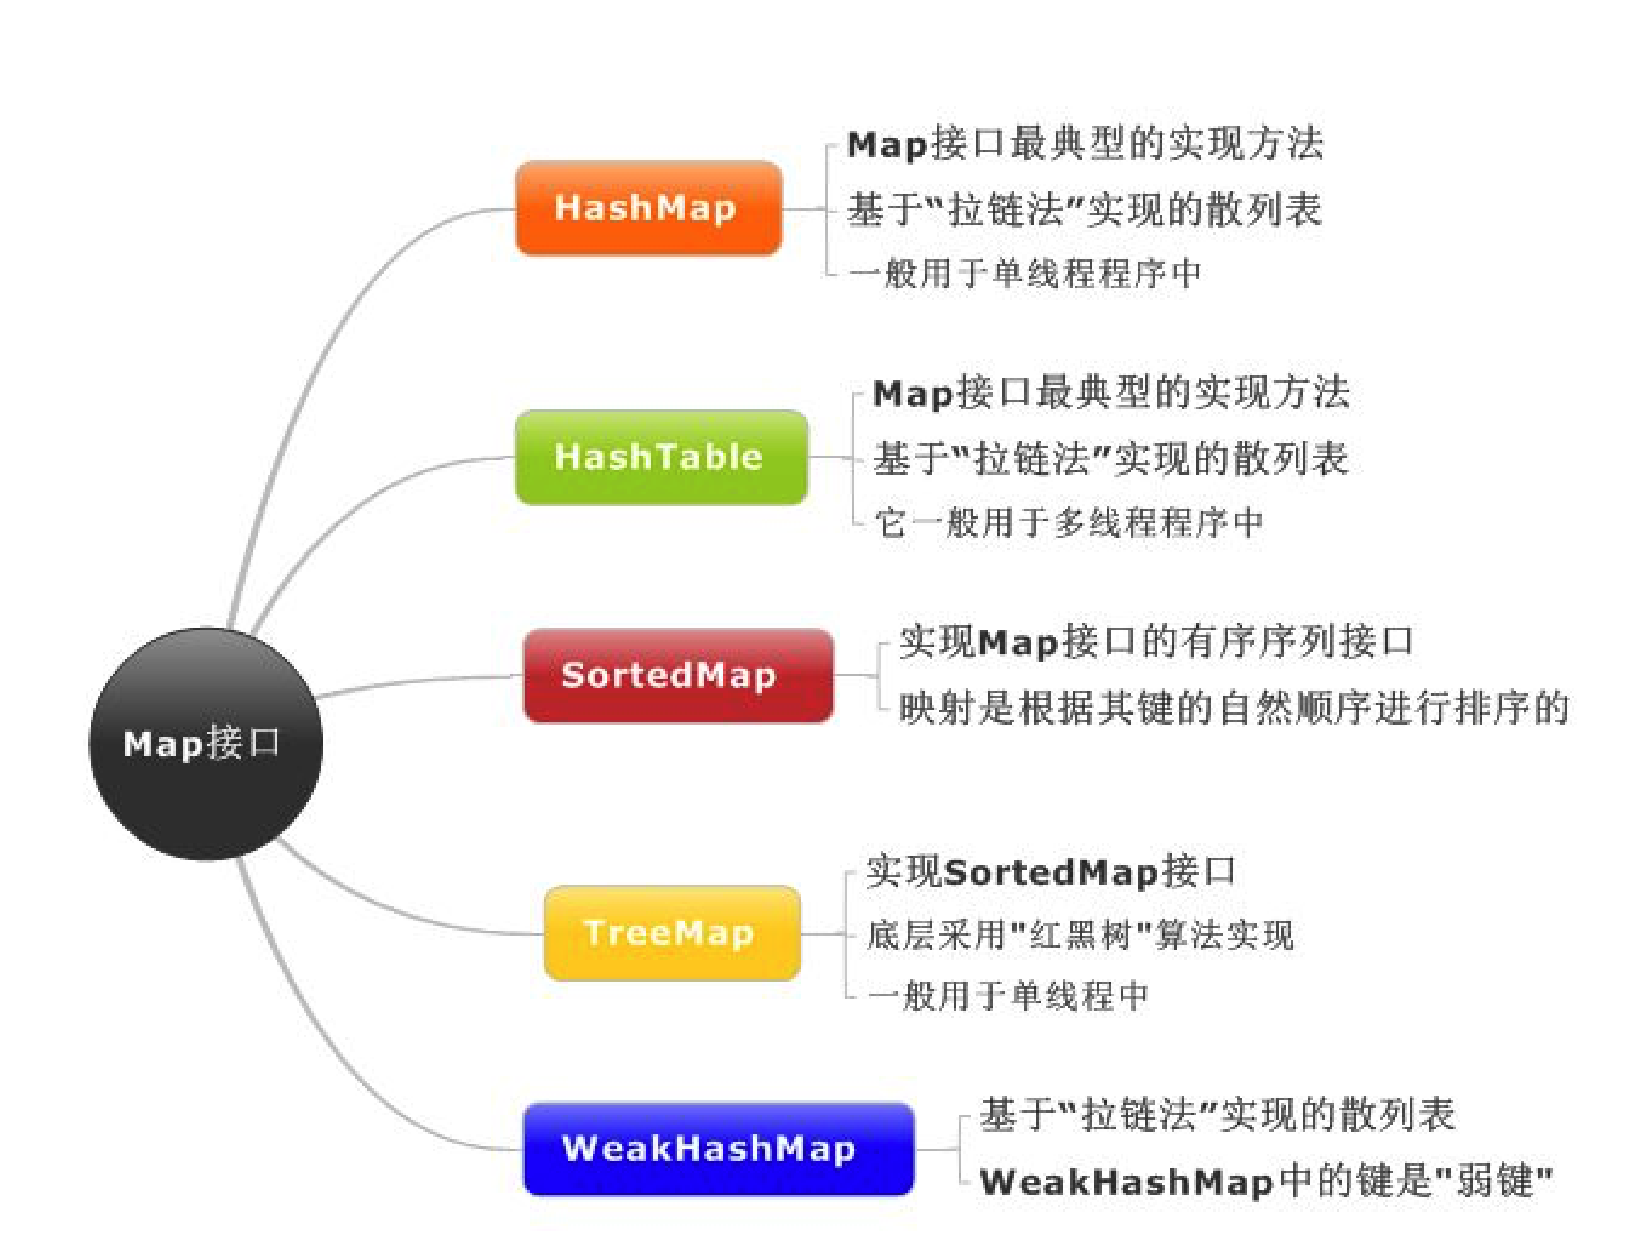 HashMap
Map接口最典型的实现方法
基于“拉链法”实现的散列表
一般用于单线程程序中
HashTable
Map接口最典型的实现方法
基于“拉链法”实现的散列表
它一般用于多线程程序中
Map接口
SortedMap
实现Map接口的有序序列接口
映射是根据其键的自然顺序进行排序的
TreeMap
实现SortedMap接口
底层采用"红黑树"算法实现
一般用于单线程中
WeakHashMap
基于“拉链法”实现的散列表
WeakHashMap中的键是"弱键"